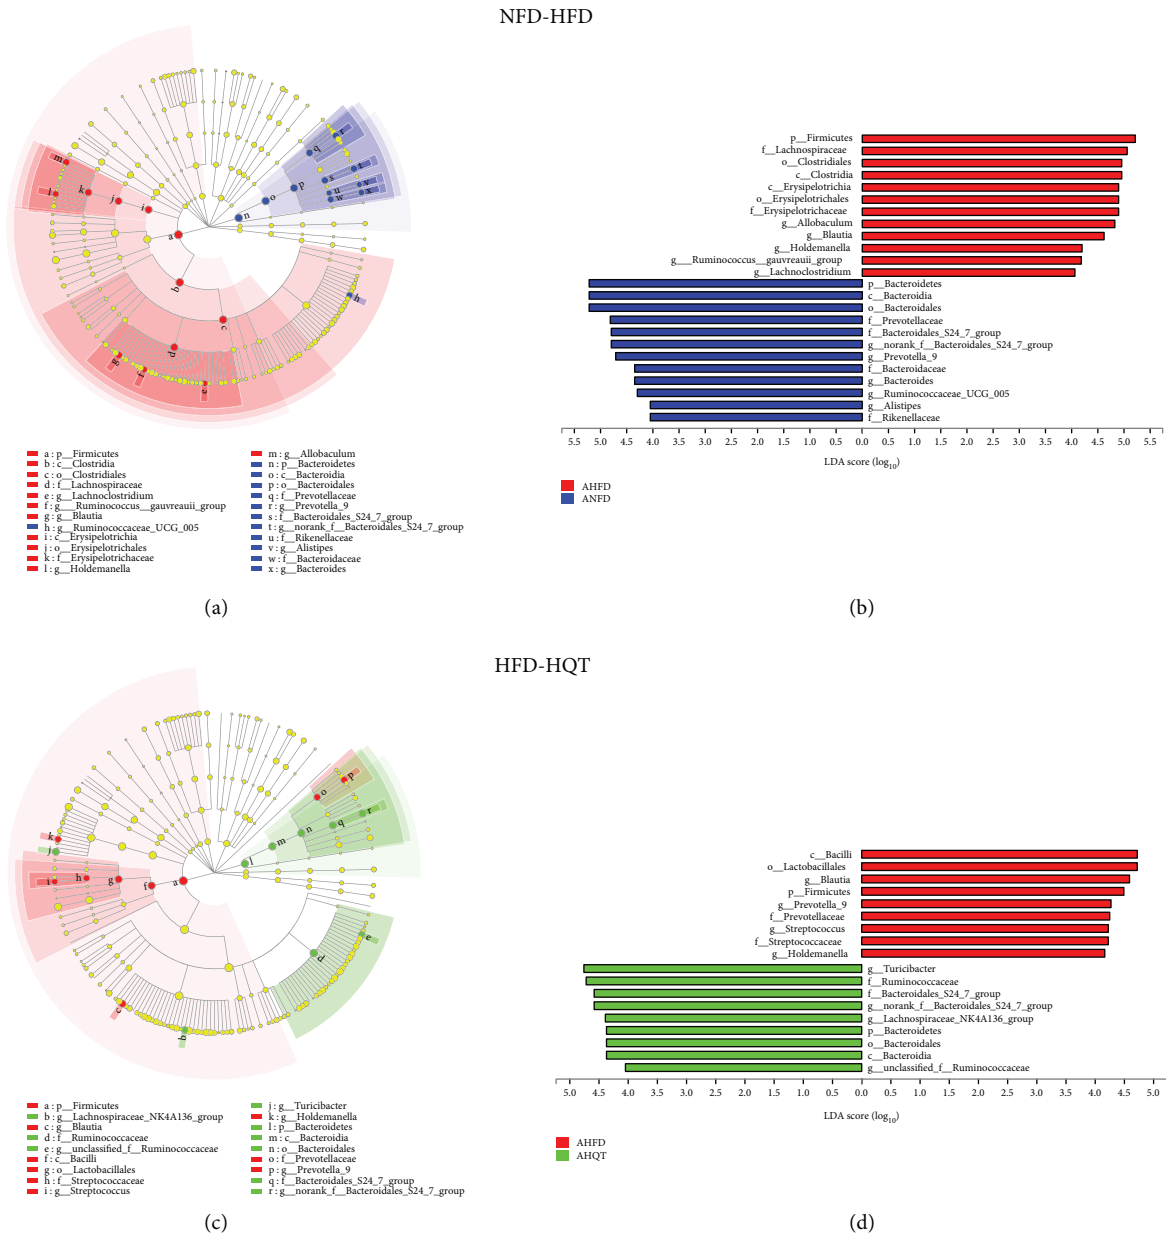 NFD-HFD
a
b
c
d
e
f
g
h
i
j
k
l
m
n
o
p
q
r
s
t
u
v
w
x
a : p__Firmicutes
b : c__Clostridia
c : o__Clostridiales
d : f__Lachnospiraceae
e : g__Lachnoclostridium
f : g___Ruminococcus__gauvreauii_group
g : g__Blautia
h : g__Ruminococcaceae_UCG_005
i : c__Erysipelotrichia
j : o__Erysipelotrichales
k : f__Erysipelotrichaceae
l : g__Holdemanella
m : g__Allobaculum
n : p__Bacteroidetes
o : c__Bacteroidia
p : o__Bacteroidales
q : f__Prevotellaceae
r : g__Prevotella_9
s : f__Bacteroidales_S24_7_group
t : g__norank_f__Bacteroidales_S24_7_group
u : f__Rikenellaceae
v : g__Alistipes
w : f__Bacteroidaceae
x : g__Bacteroides
(a)
p__Firmicutes
f__Lachnospiraceae
o__Clostridiales
c__Clostridia
c__Erysipelotrichia
o__Erysipelotrichales
f__Erysipelotrichaceae
g__Allobaculum
g__Blautia
g__Holdemanella
g___Ruminococcus__gauvreauii_group
g__Lachnoclostridium
p__Bacteroidetes
c__Bacteroidia
o__Bacteroidales
f__Prevotellaceae
f__Bacteroidales_S24_7_group
g__norank_f__Bacteroidales_S24_7_group
g__Prevotella_9
f__Bacteroidaceae
g__Bacteroides
g__Ruminococcaceae_UCG_005
g__Alistipes
f__Rikenellaceae
5.5 5.0 4.5 4.0 3.5 3.0 2.5 2.0 1.5 1.0 0.5 0.0 0.5 1.0 1.5 2.0 2.5 3.0 3.5 4.0 4.5 5.0 5.5
LDA score (log10)
AHFD
ANFD
(b)
HFD-HQT
a
b
c
d
e
f
g
h
i
j
k
l
m
n
o
p
q
r
a : p__Firmicutes
b : g__Lachnospiraceae_NK4A136_group
c : g__Blautia
d : f__Ruminococcaceae
e : g__unclassified_f__Ruminococcaceae
f : c__Bacilli
g : o__Lactobacillales
h : f__Streptococcaceae
i : g__Streptococcus
j : g__Turicibacter
k : g__Holdemanella
l : p__Bacteroidetes
m : c__Bacteroidia
n : o__Bacteroidales
o : f__Prevotellaceae
p : g__Prevotella_9
q : f__Bacteroidales_S24_7_group
r : g__norank_f__Bacteroidales_S24_7_group
(c)
c__Bacilli
o__Lactobacillales
g__Blautia
p__Firmicutes
g__Prevotella_9
f__Prevotellaceae
g__Streptococcus
f__Streptococcaceae
g__Holdemanella
g__Turicibacter
f__Ruminococcaceae
f__Bacteroidales_S24_7_group
g__norank_f__Bacteroidales_S24_7_group
g__Lachnospiraceae_NK4A136_group
p__Bacteroidetes
o__Bacteroidales
c__Bacteroidia
g__unclassified_f__Ruminococcaceae
5.0 4.5 4.0 3.5 3.0 2.5 2.0 1.5 1.0 0.5 0.0 0.5 1.0 1.5 2.0 2.5 3.0 3.5 4.0 4.5 5.0
LDA score (log10)
AHFD
AHQT
(d)